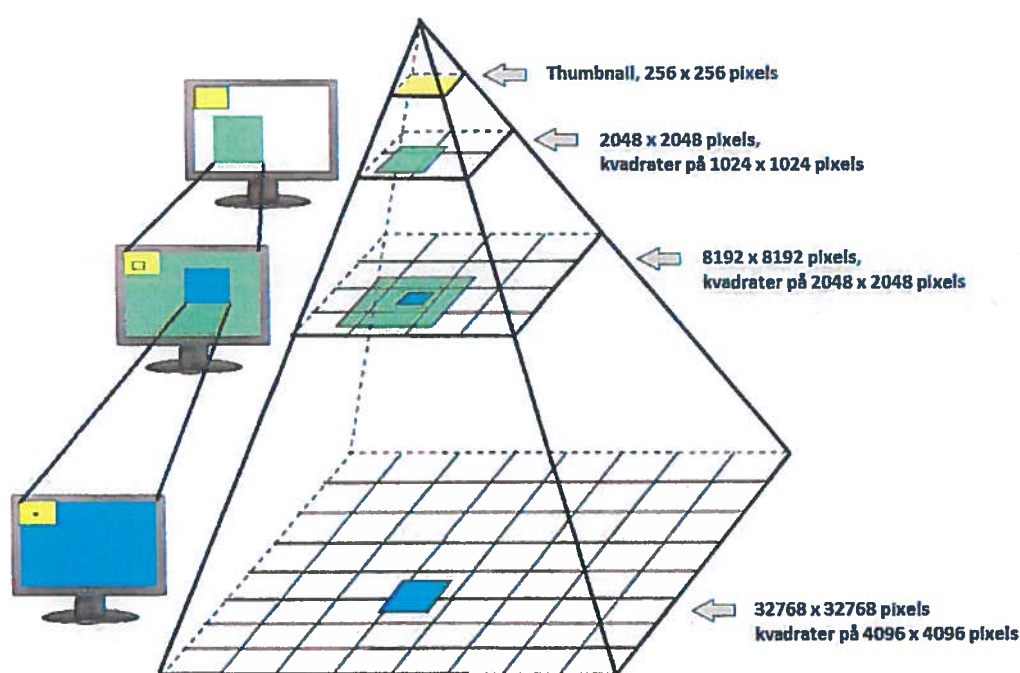 Thumbnail, 256 x 256 pixels
2048 x 2048 pixels,
kvadrater på 1024 x 1024 pixels
8192 x 8192 pixels,
kvadrater på 2048 x 2048 pixels
32768 x 32768 pixels
kvadrater på 4096 x 4096 pixels